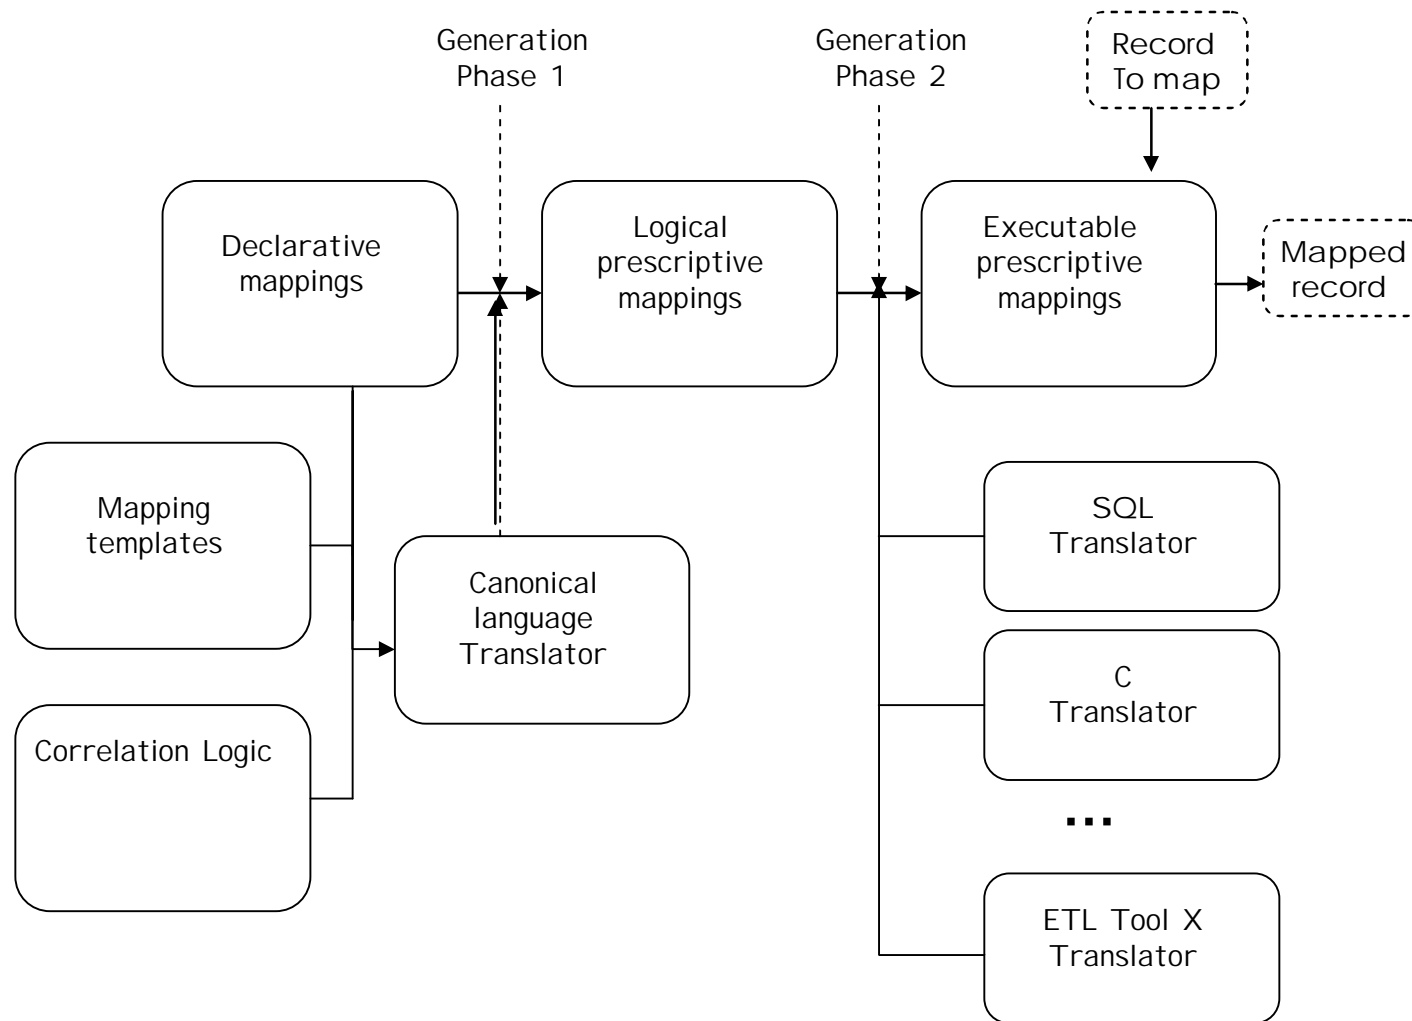 Generation
Phase 1
Generation
Phase 2
Record
To map
Declarative
mappings
Logical
prescriptive
mappings
Executable
prescriptive
mappings
Mapped
record
Mapping
templates
Canonical
language
Translator
SQL
Translator
Correlation Logic
C
Translator
...
ETL Tool X
Translator